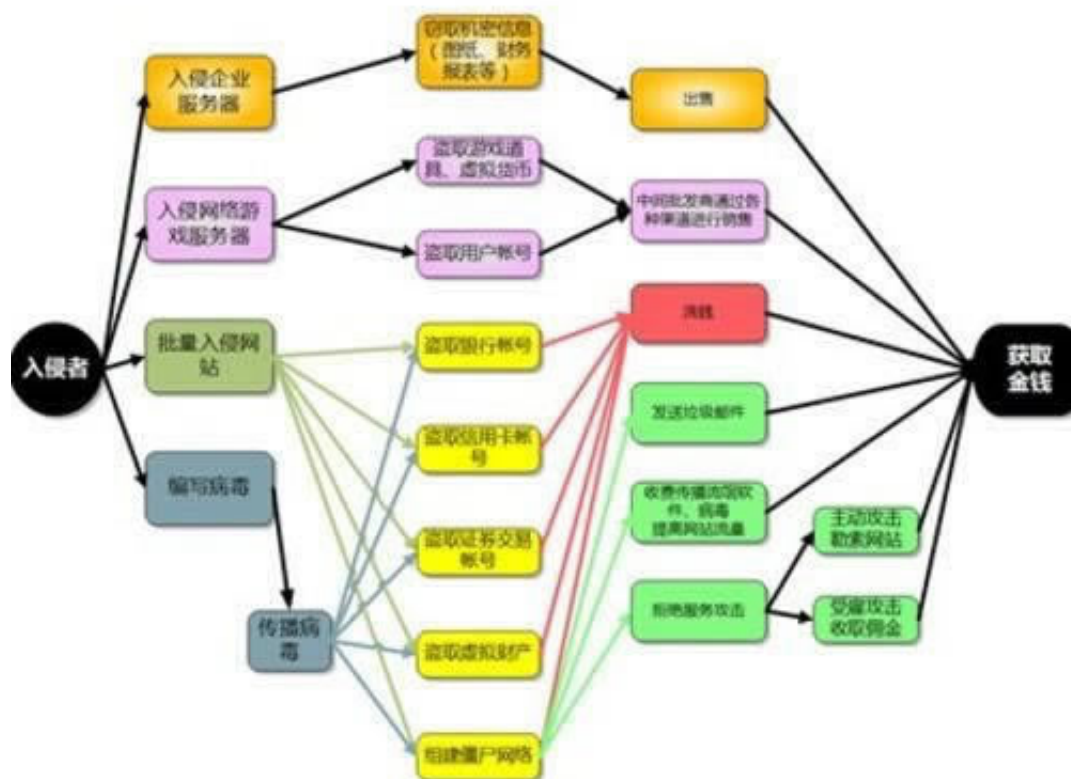 窃取机密信息
（图纸、财务
报表等）
入侵企业
服务器
出售
盗取游戏道
具、虚拟货币
入侵网络游
戏服务器
中间批发商通过各
种渠道进行销售
盗取用户帐号
洗钱
批量入侵网
站
盗取银行帐号
入侵者
获取
金钱
发送垃圾邮件
盗取信用卡帐
号
编写病毒
收费传播流氓软
件、病毒
提高网站流量
主动攻击
勒索网站
盗取证券交易
帐号
拒绝服务攻击
受雇攻击
收取佣金
传播病
毒
盗取虚拟财产
组建僵尸网络